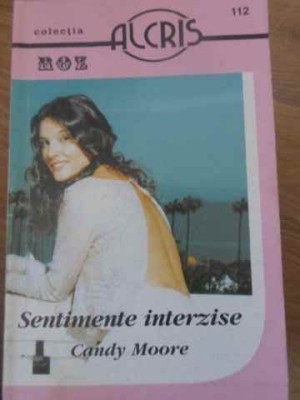 colecția
ALCRIS
112
ROZ
Sentimente interzise
Candy Moore